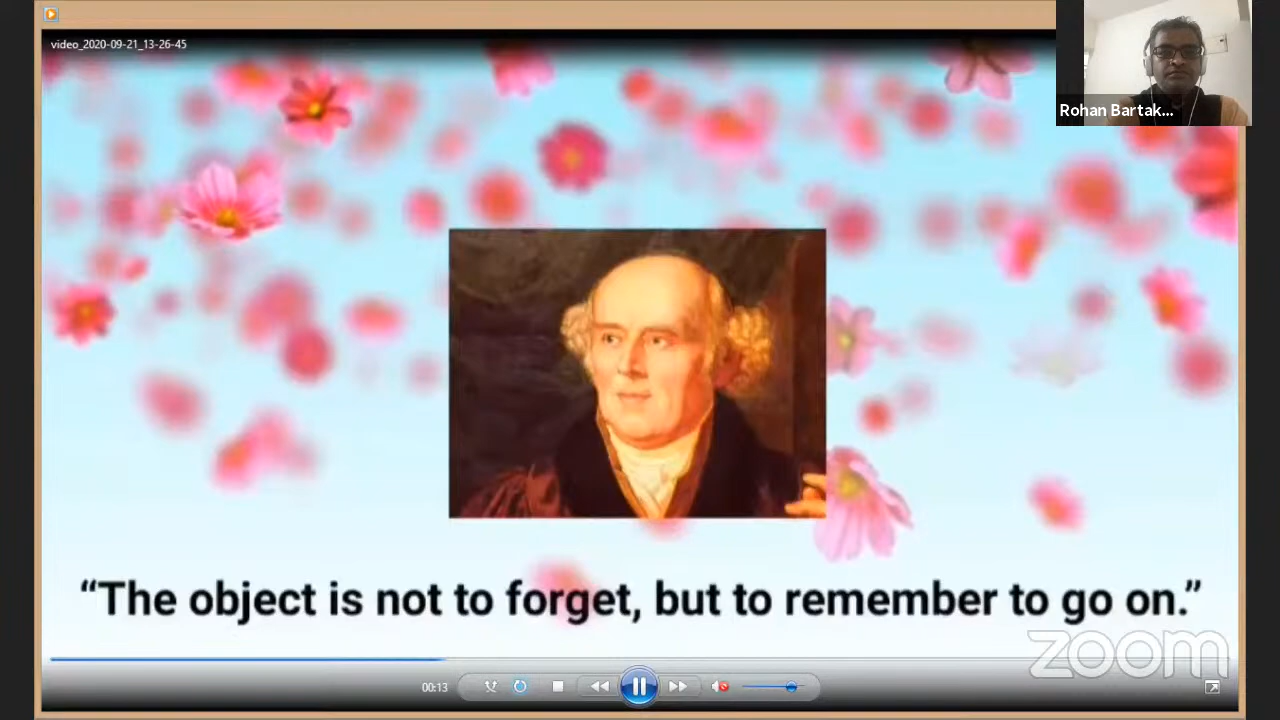 video_2020-09-21_13-26-45
Rohan Bartak...
“The object is not to forget, but to remember to go on.”
zoom
00:13